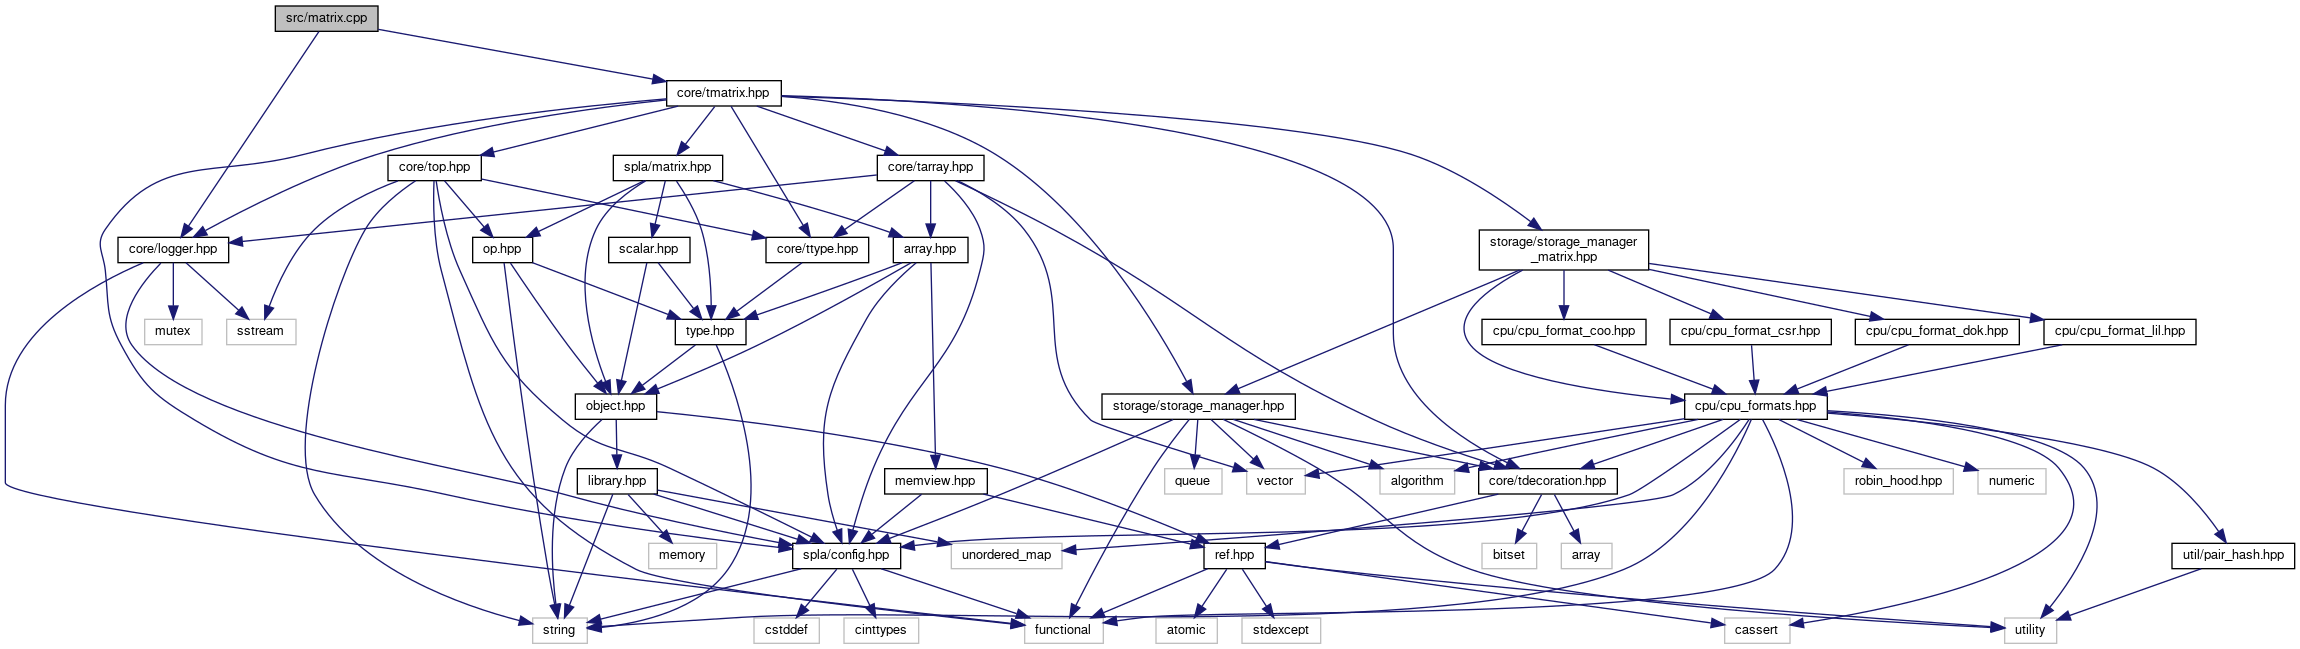 src/matrix.cpp
core/tmatrix.hpp
core/top.hpp
spla/matrix.hpp
core/tarray.hpp
core/logger.hpp
op.hpp
scalar.hpp
core/ttype.hpp
array.hpp
storage/storage_manager
_matrix.hpp
mutex
sstream
type.hpp
cpu/cpu_format_coo.hpp
cpu/cpu_format_csr.hpp
cpu/cpu_format_dok.hpp
cpu/cpu_format_lil.hpp
object.hpp
storage/storage_manager.hpp
cpu/cpu_formats.hpp
library.hpp
memview.hpp
queue
vector
algorithm
core/tdecoration.hpp
robin_hood.hpp
numeric
memory
spla/config.hpp
unordered_map
ref.hpp
bitset
array
util/pair_hash.hpp
string
cstddef
cinttypes
functional
atomic
stdexcept
cassert
utility